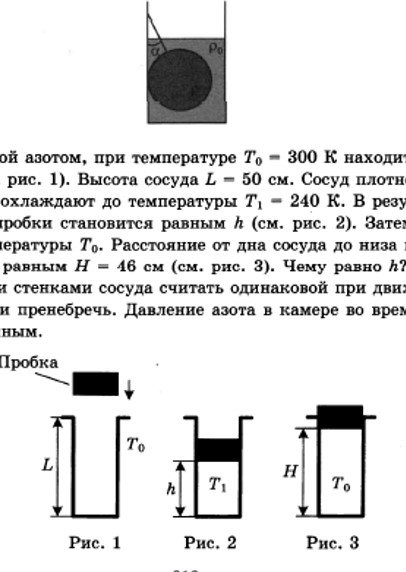 α ρ₀
ой азотом, при температуре T₀ = 300 К находит
рис. 1). Высота сосуда L = 50 см. Сосуд плотн
охлаждают до температуры T₁ = 240 К. В резу
пробки становится равным h (см. рис. 2). Затем
пературы T₀. Расстояние от дна сосуда до низа
равным H = 46 см (см. рис. 3). Чему равно h?
и стенками сосуда считать одинаковой при движ
и пренебречь. Давление азота в камере во врем
нным.
Пробка
L T₀ h T₁ H T₀
Рис. 1 Рис. 2 Рис. 3